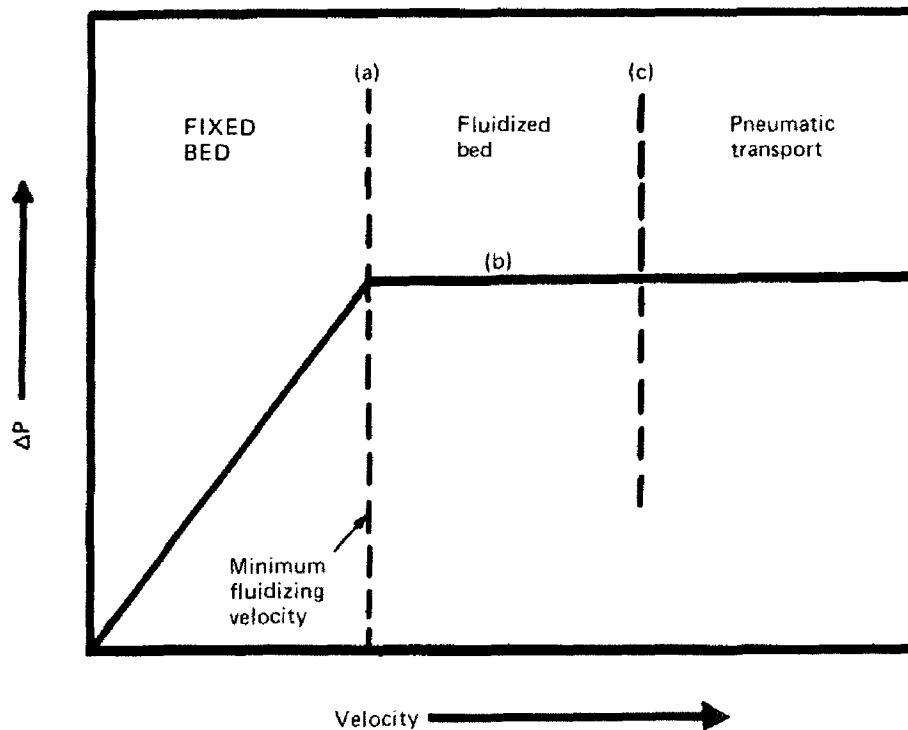 (a)
(c)
FIXED
BED
Fluidized
bed
Pneumatic
transport
(b)
ΔP
Minimum
fluidizing
velocity
Velocity